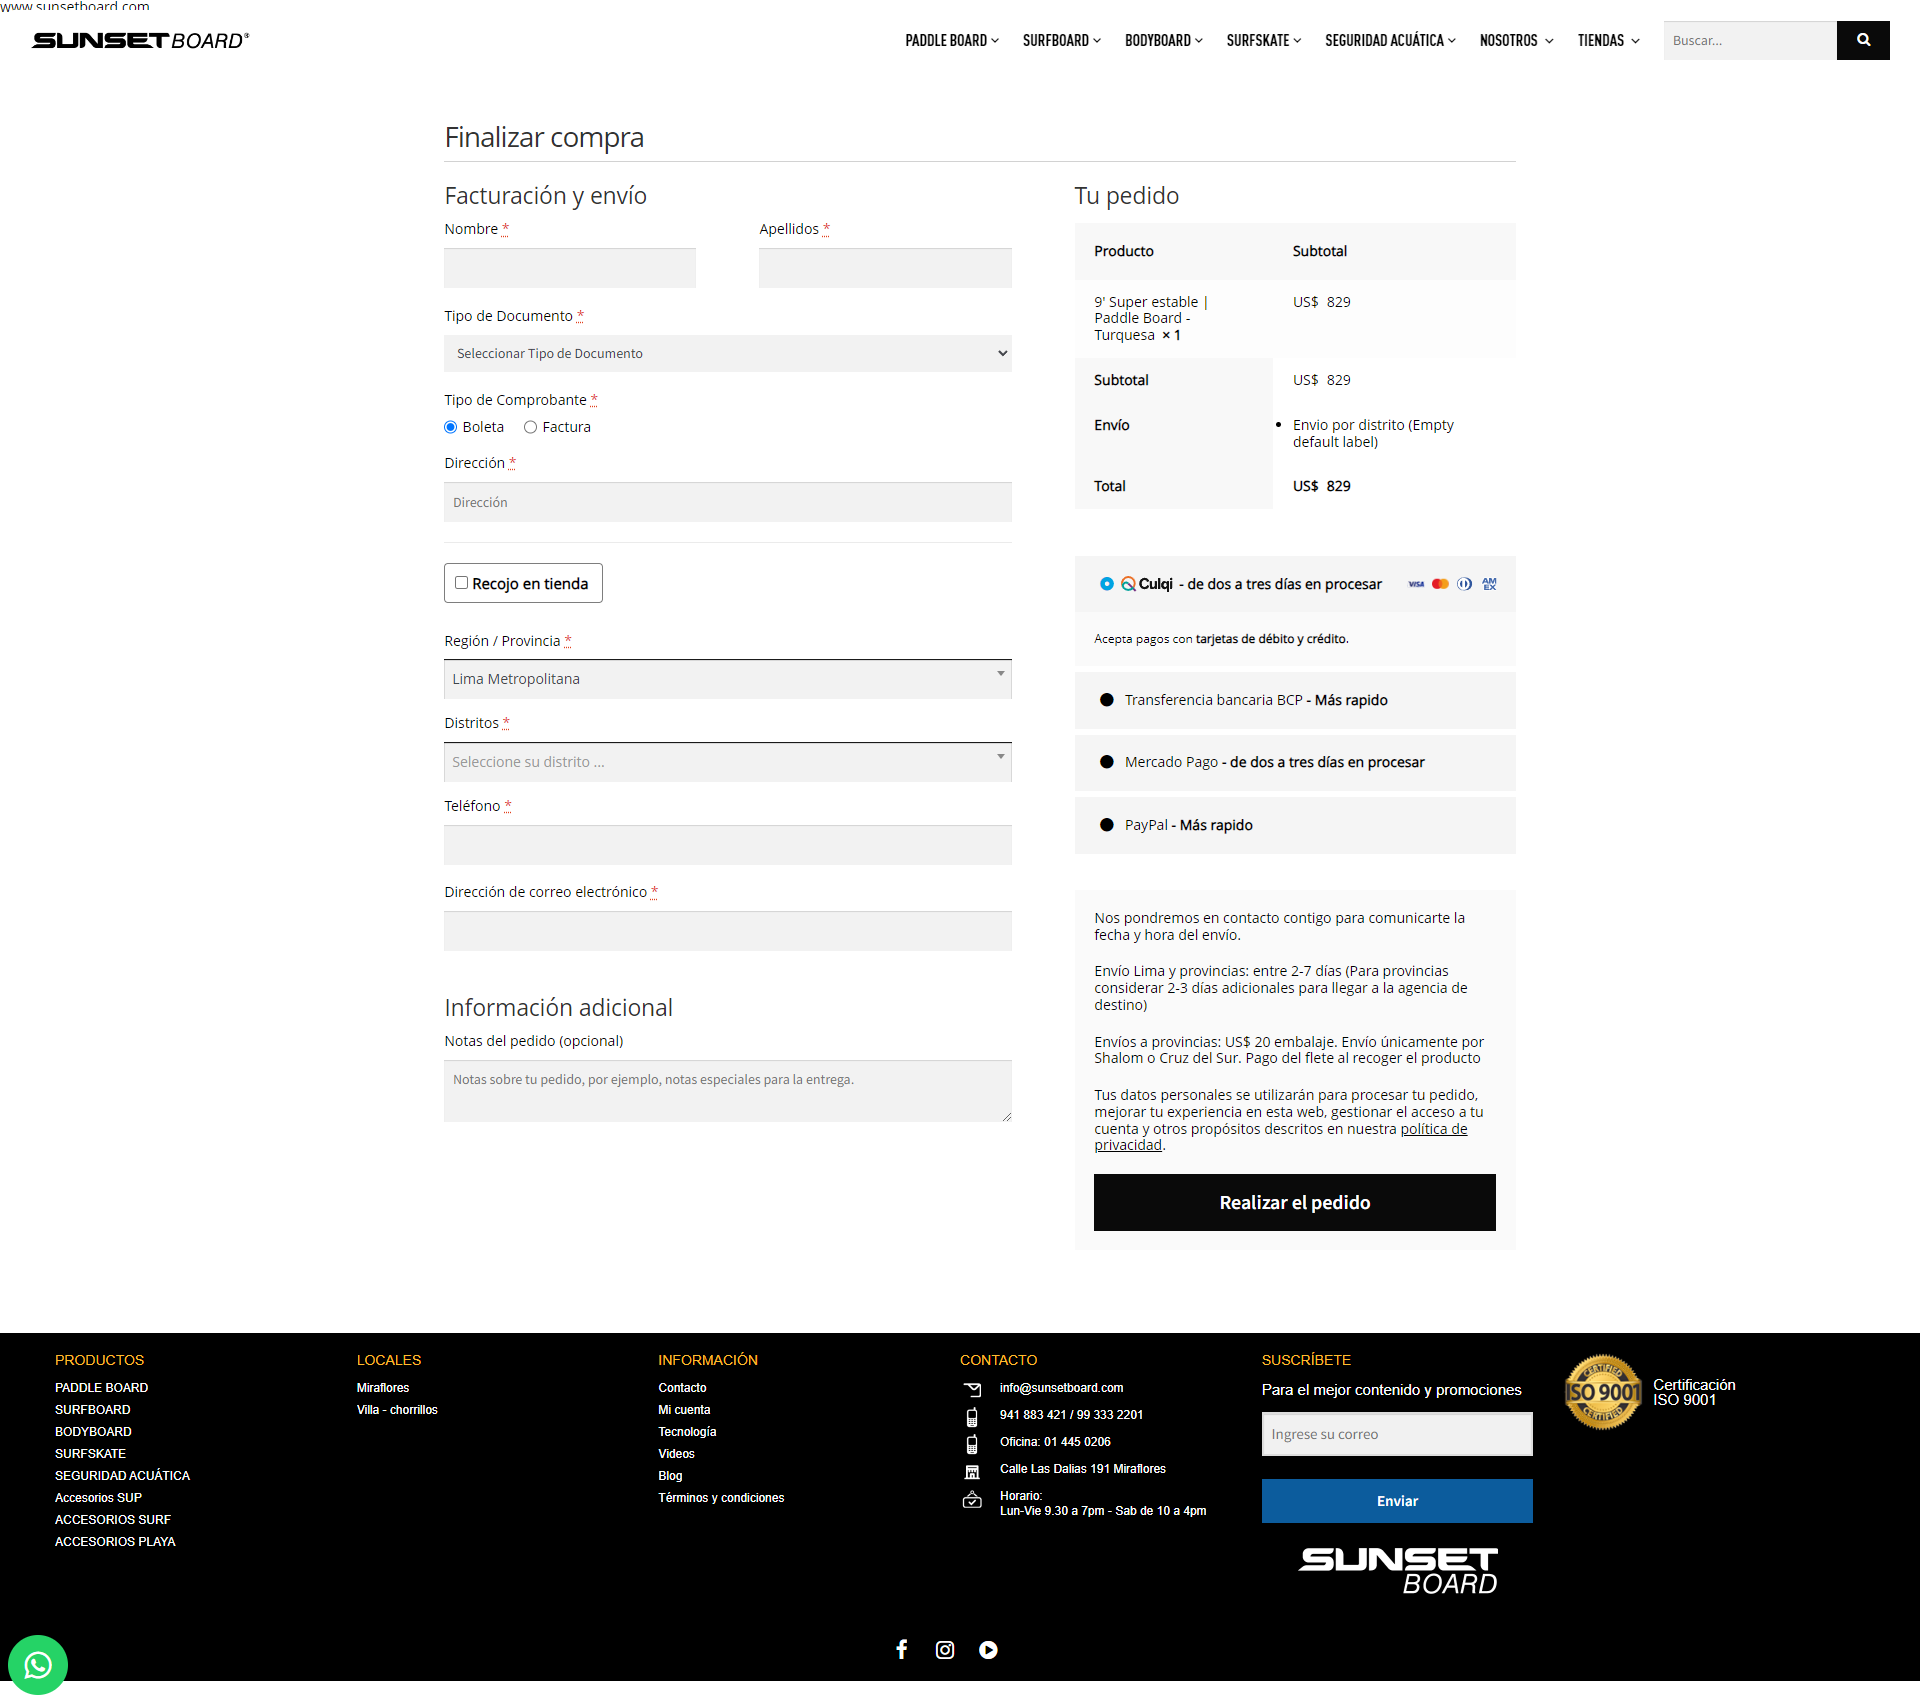 www.sunsetboard.com
SUNSET BOARD®
PADDLE BOARD
SURFBOARD
BODYBOARD
SURFSKATE
SEGURIDAD ACUÁTICA
NOSOTROS
TIENDAS
Buscar...
Finalizar compra
Facturación y envío
Nombre *
Apellidos *
Tipo de Documento *
Seleccionar Tipo de Documento
Tipo de Comprobante *
Boleta
Factura
Dirección *
Dirección
Recojo en tienda
Región / Provincia *
Lima Metropolitana
Distritos *
Seleccione su distrito ...
Teléfono *
Dirección de correo electrónico *
Información adicional
Notas del pedido (opcional)
Notas sobre tu pedido, por ejemplo, notas especiales para la entrega.
Tu pedido
Producto Subtotal
9' Super estable | US$ 829
Paddle Board -
Turquesa × 1
Subtotal US$ 829
Envío Envio por distrito (Empty
default label)
Total US$ 829
Culqi - de dos a tres días en procesar VISA AM EX
Acepta pagos con tarjetas de débito y crédito.
Transferencia bancaria BCP - Más rapido
Mercado Pago - de dos a tres días en procesar
PayPal - Más rapido
Nos pondremos en contacto contigo para comunicarte la
fecha y hora del envío.
Envío Lima y provincias: entre 2-7 días (Para provincias
considerar 2-3 días adicionales para llegar a la agencia de
destino)
Envíos a provincias: US$ 20 embalaje. Envío únicamente por
Shalom o Cruz del Sur. Pago del flete al recoger el producto
Tus datos personales se utilizarán para procesar tu pedido,
mejorar tu experiencia en esta web, gestionar el acceso a tu
cuenta y otros propósitos descritos en nuestra política de
privacidad.
Realizar el pedido
PRODUCTOS
PADDLE BOARD
SURFBOARD
BODYBOARD
SURFSKATE
SEGURIDAD ACUÁTICA
Accesorios SUP
ACCESORIOS SURF
ACCESORIOS PLAYA
LOCALES
Miraflores
Villa - chorrillos
INFORMACIÓN
Contacto
Mi cuenta
Tecnología
Videos
Blog
Términos y condiciones
CONTACTO
info@sunsetboard.com
941 883 421 / 99 333 2201
Oficina: 01 445 0206
Calle Las Dalias 191 Miraflores
Horario:
Lun-Vie 9.30 a 7pm - Sab de 10 a 4pm
SUSCRÍBETE
Para el mejor contenido y promociones
Ingrese su correo
Enviar
SUNSET
BOARD
CERTIFIED
ISO 9001
CERTIFIED
Certificación
ISO 9001